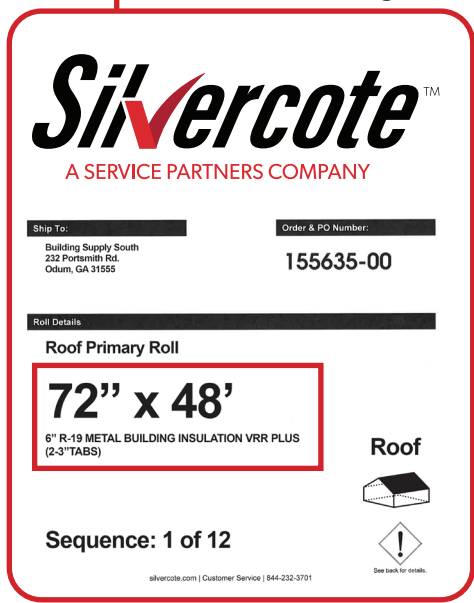 Silvercote™
A SERVICE PARTNERS COMPANY
Ship To:
Building Supply South
232 Portsmith Rd.
Odum, GA 31555
Order & PO Number:
155635-00
Roll Details
Roof Primary Roll
72” x 48’
6” R-19 METAL BUILDING INSULATION VRR PLUS
(2-3”TABS)
Roof
Sequence: 1 of 12
!
See back for details.
silvercote.com | Customer Service | 844-232-3701